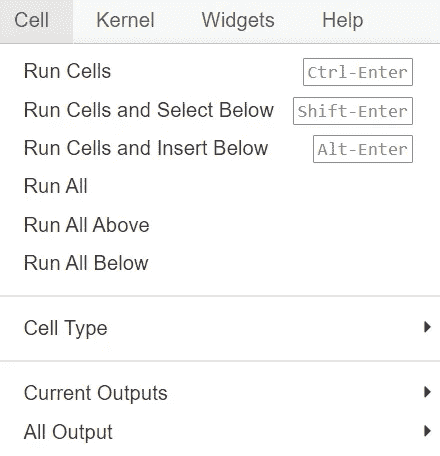 Cell Kernel Widgets Help
Run Cells Ctrl-Enter
Run Cells and Select Below Shift-Enter
Run Cells and Insert Below Alt-Enter
Run All
Run All Above
Run All Below
Cell Type
Current Outputs
All Output